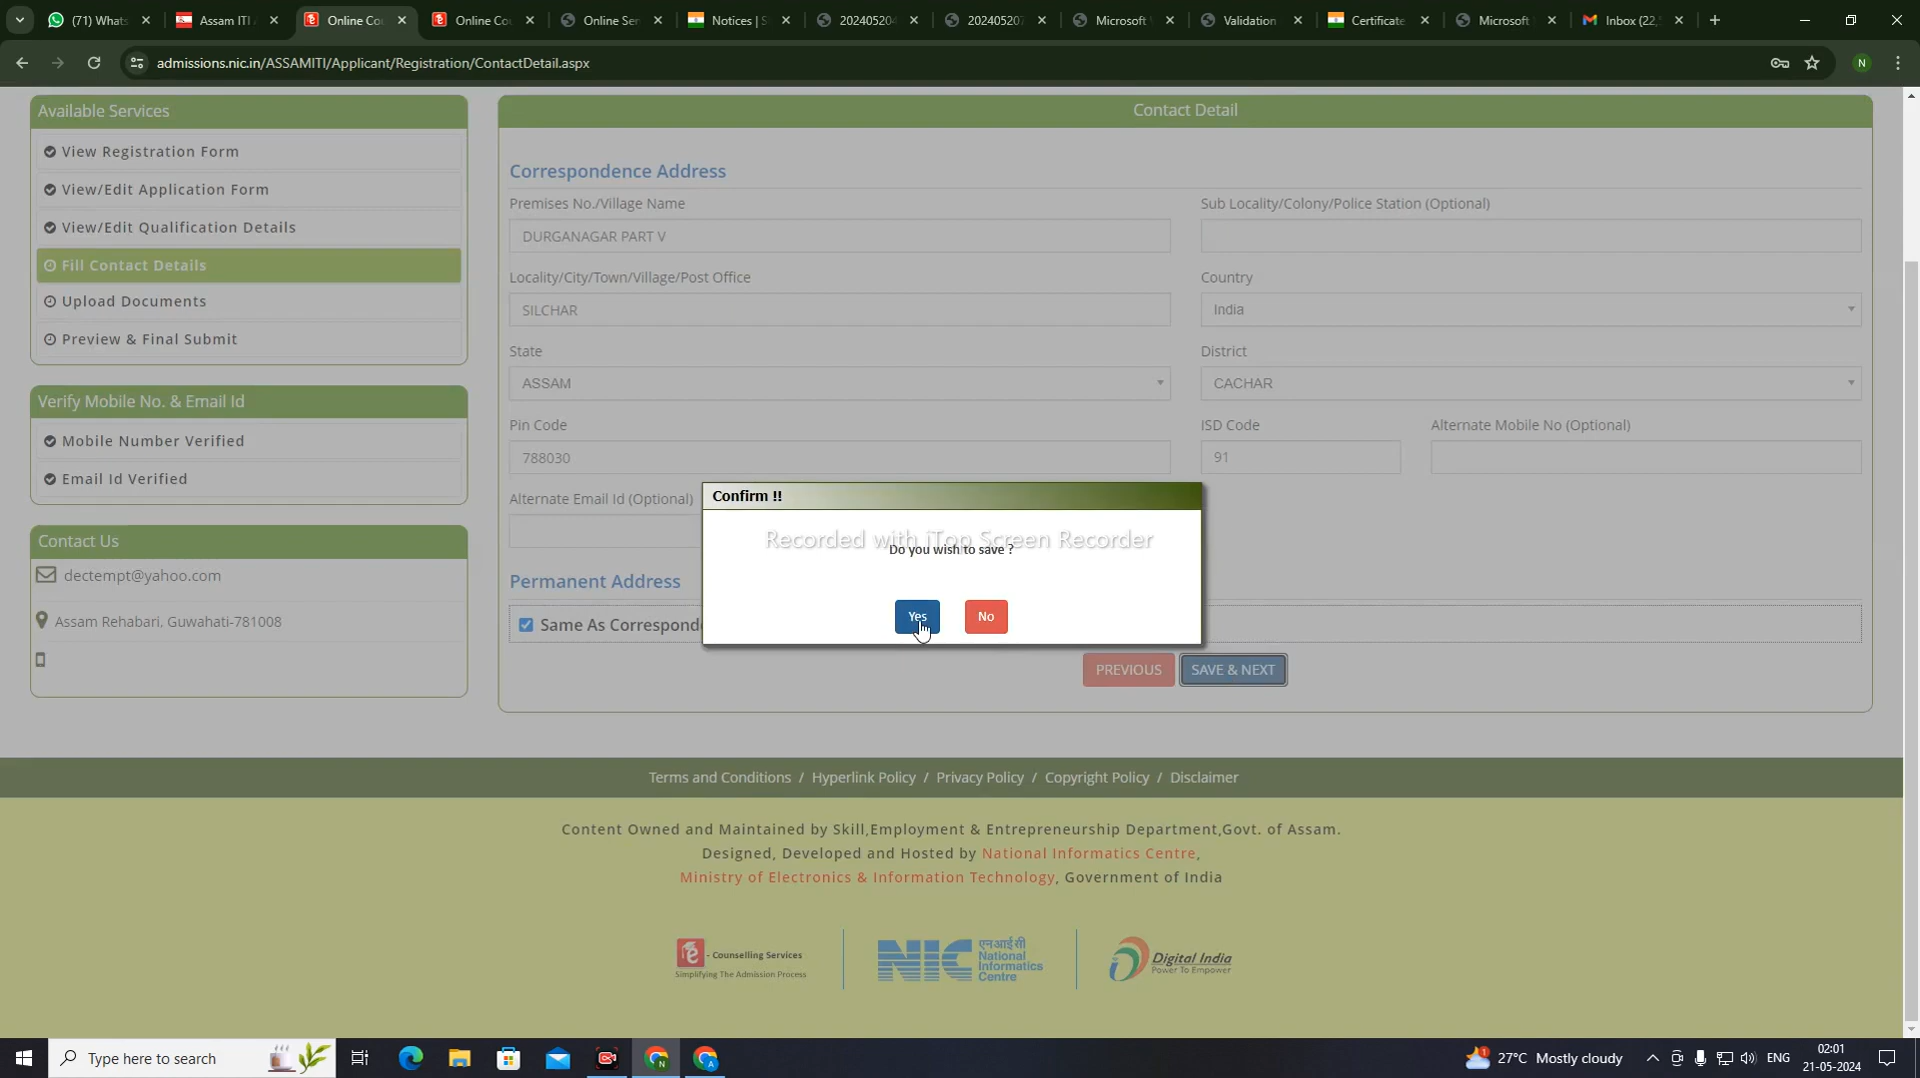 (71) Whats
Assam ITI A
Online Cou
Online Cou
Online Ser
Notices | S
202405204
202405207
Microsoft
Validation
Certificate
Microsoft
Inbox (22,
admissions.nic.in/ASSAMITI/Applicant/Registration/ContactDetail.aspx
N
Available Services
View Registration Form
View/Edit Application Form
View/Edit Qualification Details
Fill Contact Details
Upload Documents
Preview & Final Submit
Verify Mobile No. & Email Id
Mobile Number Verified
Email Id Verified
Contact Us
dectempt@yahoo.com
Assam Rehabari, Guwahati-781008
Contact Detail
Correspondence Address
Premises No./Village Name
Sub Locality/Colony/Police Station (Optional)
DURGANAGAR PART V
Locality/City/Town/Village/Post Office
Country
SILCHAR
India
State
District
ASSAM
CACHAR
Pin Code
ISD Code
Alternate Mobile No (Optional)
788030
91
Alternate Email Id (Optional)
Confirm !!
Recorded with iTop Screen Recorder
Do you wish to save ?
Yes
No
Permanent Address
Same As Correspond
PREVIOUS
SAVE & NEXT
Terms and Conditions / Hyperlink Policy / Privacy Policy / Copyright Policy / Disclaimer
Content Owned and Maintained by Skill,Employment & Entrepreneurship Department,Govt. of Assam.
Designed, Developed and Hosted by National Informatics Centre,
Ministry of Electronics & Information Technology, Government of India
e - Counselling Services
Simplifying The Admission Process
NIC एनआईसी
National
Informatics
Centre
Digital India
Power To Empower
Type here to search
27°C Mostly cloudy
ENG
02:01
21-05-2024